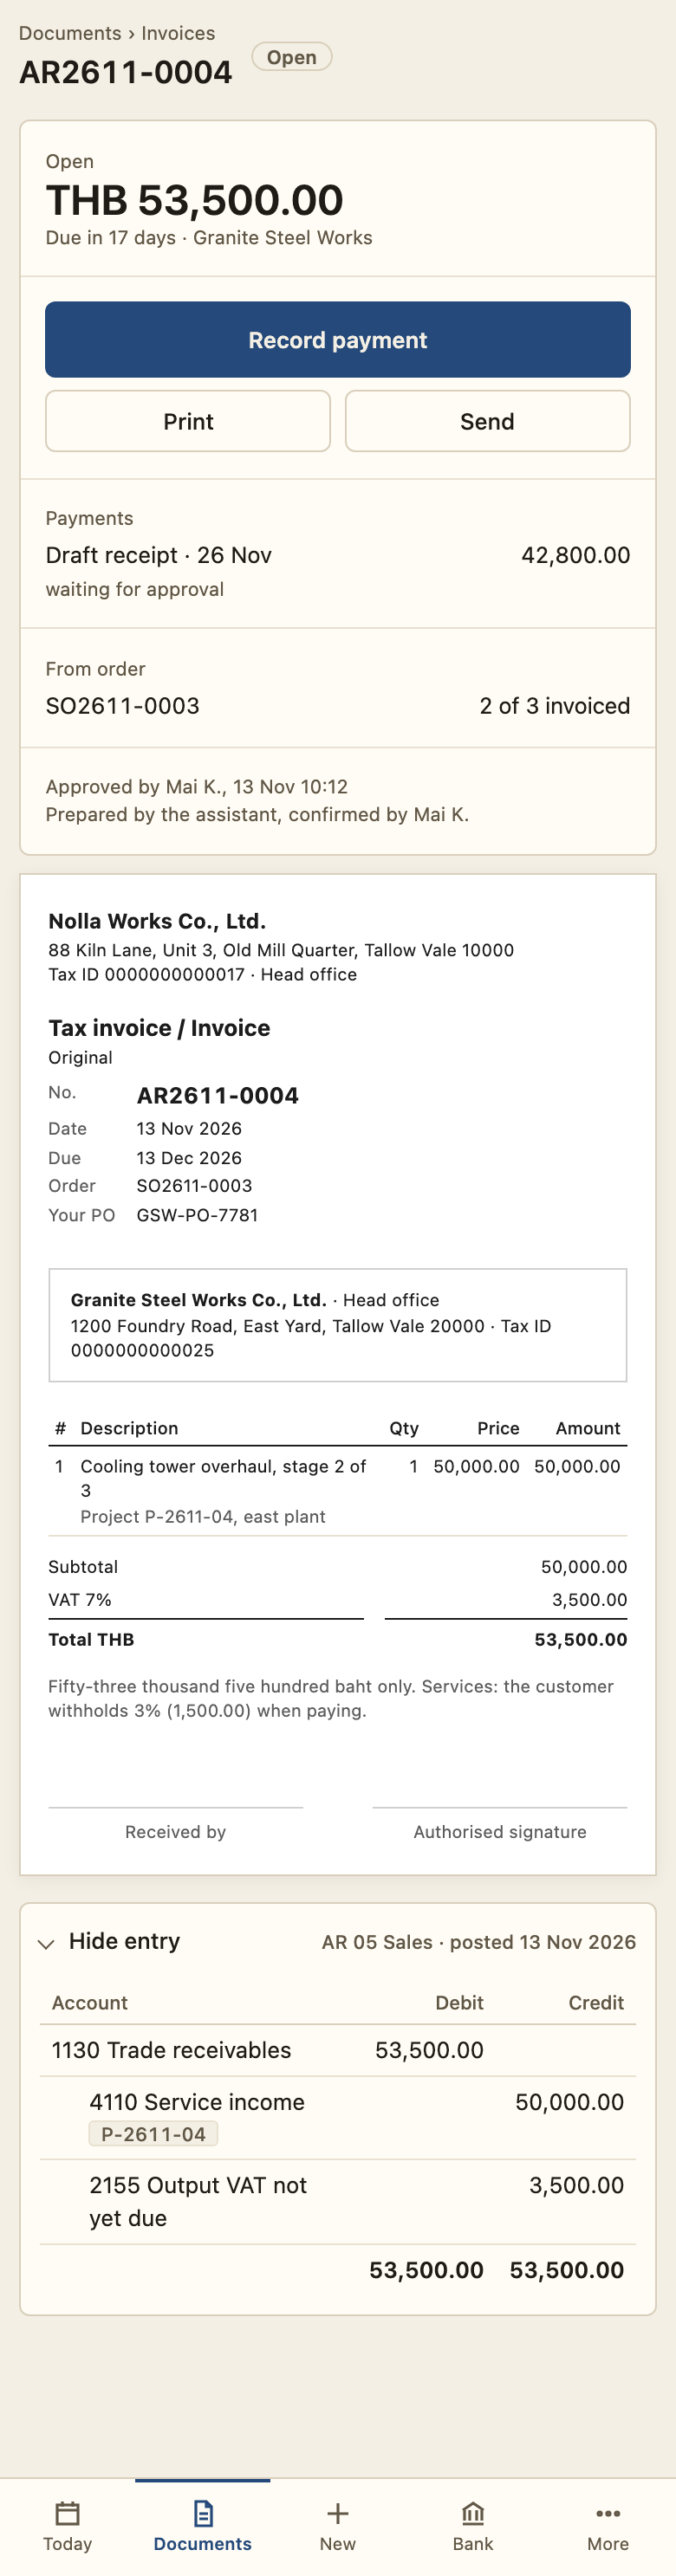 Documents › Invoices
AR2611-0004 Open
Open
THB 53,500.00
Due in 17 days · Granite Steel Works
Record payment
Print Send
Payments
Draft receipt · 26 Nov 42,800.00
waiting for approval
From order
SO2611-0003 2 of 3 invoiced
Approved by Mai K., 13 Nov 10:12
Prepared by the assistant, confirmed by Mai K.
Nolla Works Co., Ltd.
88 Kiln Lane, Unit 3, Old Mill Quarter, Tallow Vale 10000
Tax ID 0000000000017 · Head office
Tax invoice / Invoice
Original
No. AR2611-0004
Date 13 Nov 2026
Due 13 Dec 2026
Order SO2611-0003
Your PO GSW-PO-7781
Granite Steel Works Co., Ltd. · Head office
1200 Foundry Road, East Yard, Tallow Vale 20000 · Tax ID
0000000000025
# Description Qty Price Amount
1 Cooling tower overhaul, stage 2 of 1 50,000.00 50,000.00
3
Project P-2611-04, east plant
Subtotal 50,000.00
VAT 7% 3,500.00
Total THB 53,500.00
Fifty-three thousand five hundred baht only. Services: the customer
withholds 3% (1,500.00) when paying.
Received by Authorised signature
Hide entry AR 05 Sales · posted 13 Nov 2026
Account Debit Credit
1130 Trade receivables 53,500.00
4110 Service income 50,000.00
P-2611-04
2155 Output VAT not 3,500.00
yet due
53,500.00 53,500.00
Today Documents New Bank More